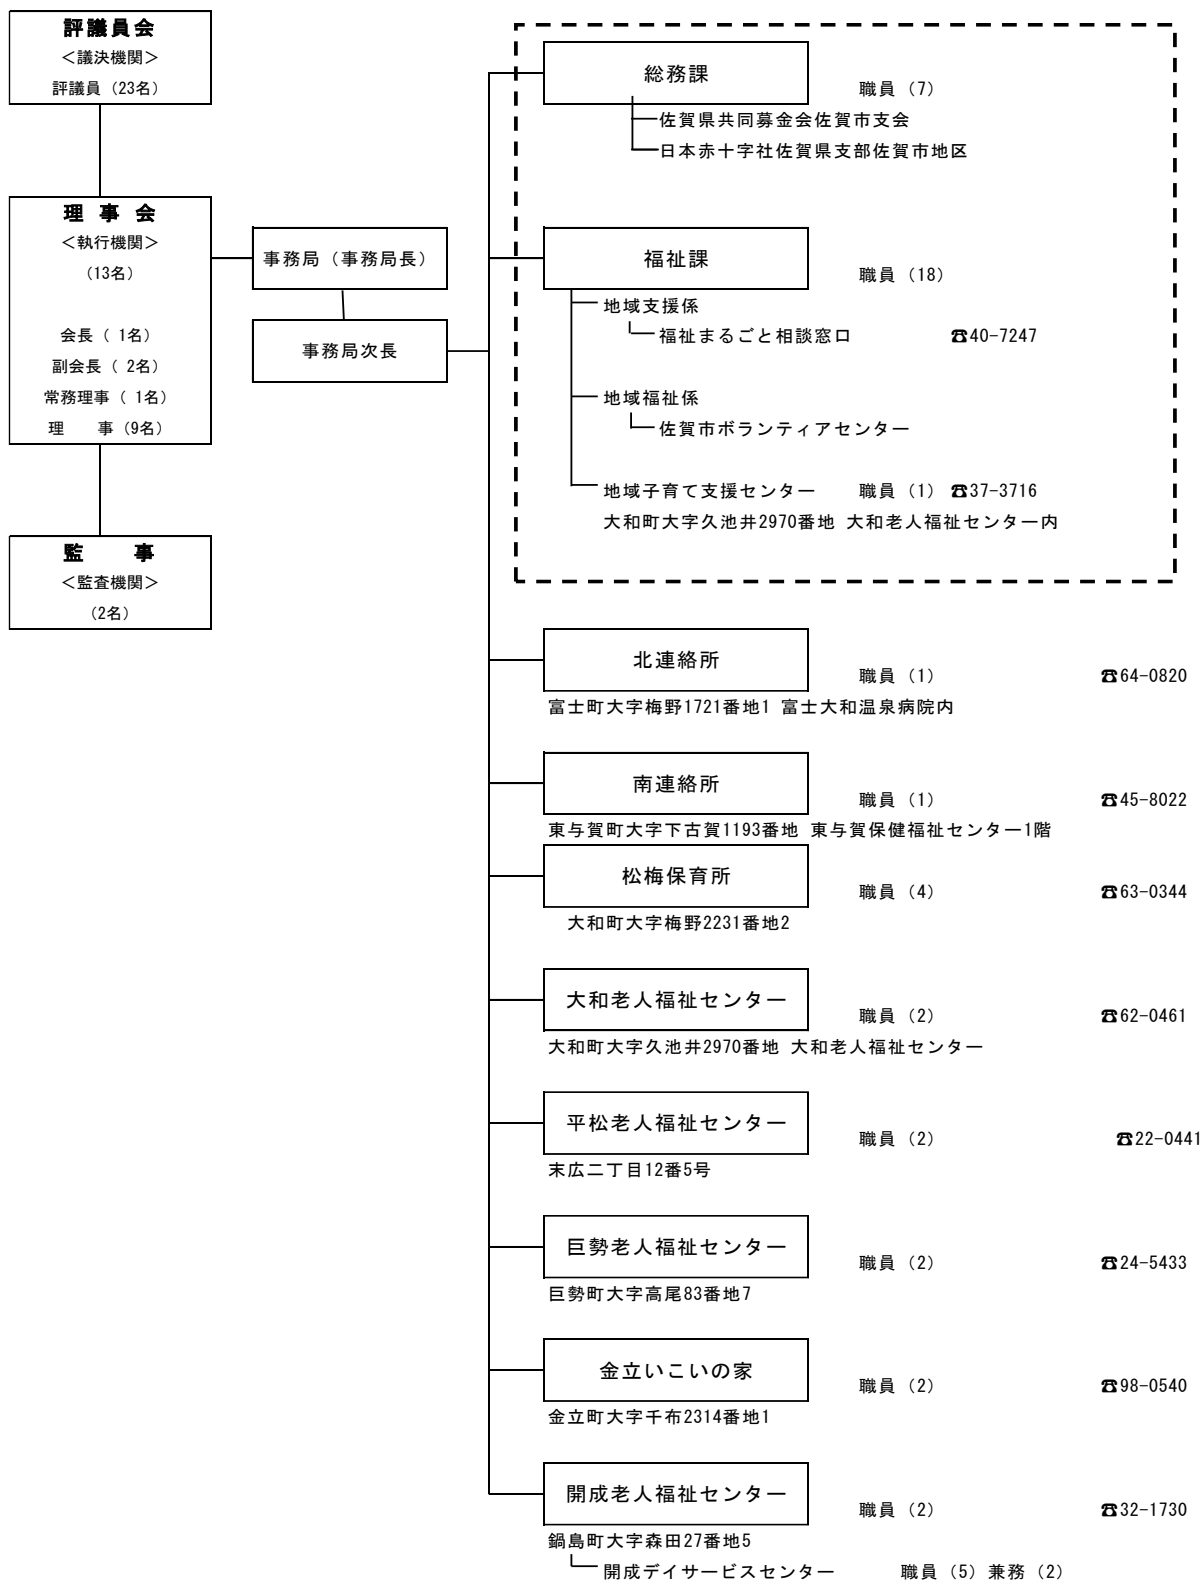 評議員会
<議決機関>
評議員(23名)
理 事 会
<執行機関>
(13名)
会長( 1名)
副会長( 2名)
常務理事( 1名)
理 事(9名)
監 事
<監査機関>
(2名)
事務局(事務局長)
事務局次長
総務課
職員(7)
佐賀県共同募金会佐賀市支会
日本赤十字社佐賀県支部佐賀市地区
福祉課
職員(18)
地域支援係
福祉まるごと相談窓口 ☎40-7247
地域福祉係
佐賀市ボランティアセンター
地域子育て支援センター 職員(1) ☎37-3716
大和町大字久池井2970番地 大和老人福祉センター内
北連絡所
職員(1) ☎64-0820
富士町大字梅野1721番地1 富士大和温泉病院内
南連絡所
職員(1) ☎45-8022
東与賀町大字下古賀1193番地 東与賀保健福祉センター1階
松梅保育所
職員(4) ☎63-0344
大和町大字梅野2231番地2
大和老人福祉センター
職員(2) ☎62-0461
大和町大字久池井2970番地 大和老人福祉センター
平松老人福祉センター
職員(2) ☎22-0441
末広二丁目12番5号
巨勢老人福祉センター
職員(2) ☎24-5433
巨勢町大字高尾83番地7
金立いこいの家
職員(2) ☎98-0540
金立町大字千布2314番地1
開成老人福祉センター
職員(2) ☎32-1730
鍋島町大字森田27番地5
開成デイサービスセンター 職員(5)兼務(2)